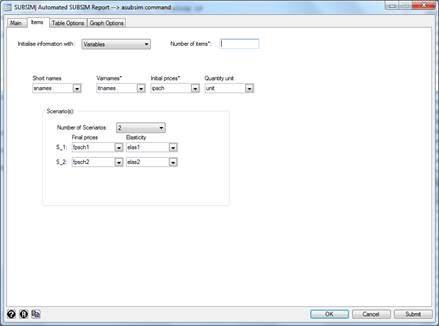 SUBSIM| Automated SUBSIM Report --> asubsim command
Main Items Table Options Graph Options
Initialise information with: Variables Number of items*:
Short names Varnames* Initial prices* Quantity unit
snames itnames ipsch unit
Scenario(s):
Number of Scenarios 2
Final prices Elasticity
S_1: fpsch1 elas1
S_2: fpsch2 elas2
OK Cancel Submit